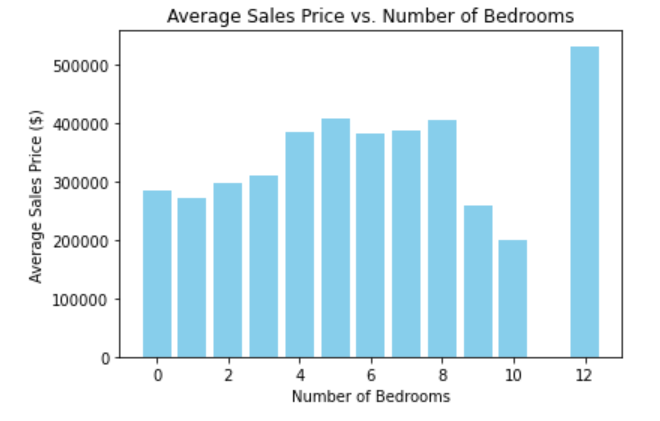 Average Sales Price vs. Number of Bedrooms
Average Sales Price ($)
500000
400000
300000
200000
100000
0
0 2 4 6 8 10 12
Number of Bedrooms